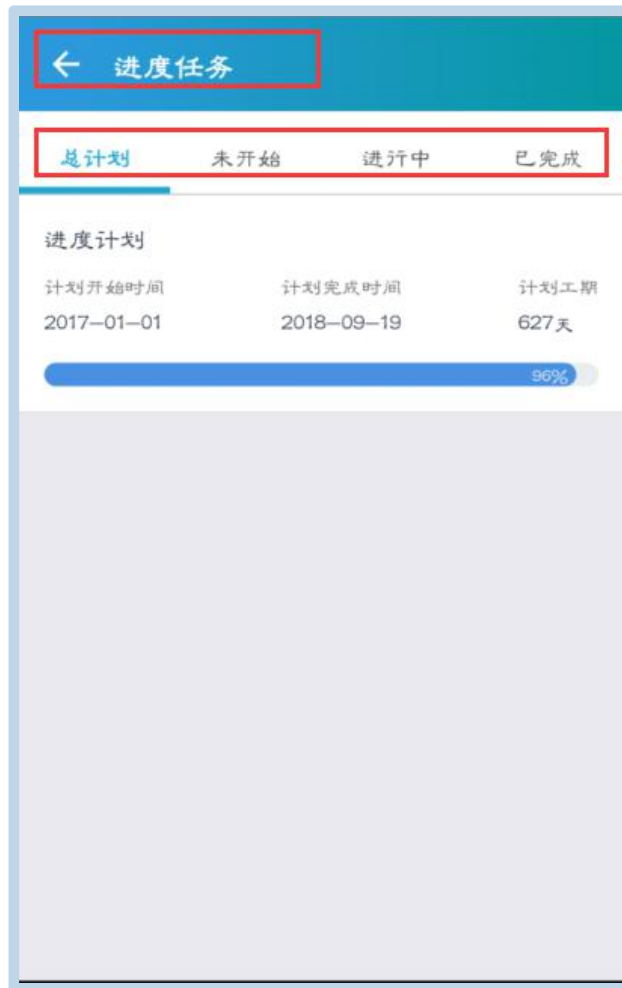 进度任务
总计划 未开始 进行中 已完成
进度计划
计划开始时间 计划完成时间 计划工期
2017-01-01 2018-09-19 627天
96%